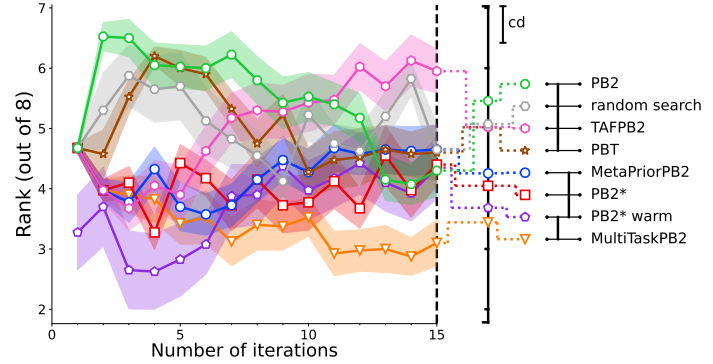 7
6
5
4
3
2
Rank (out of 8)
0
5
10
15
Number of iterations
cd
PB2
random search
TAFPB2
PBT
MetaPriorPB2
PB2*
PB2* warm
MultiTaskPB2